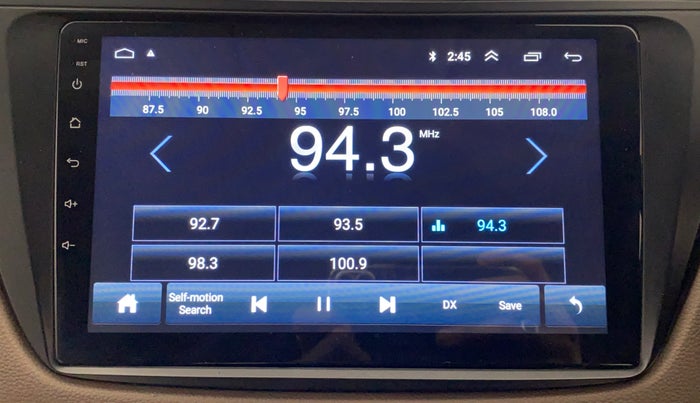 MIC
2:45
RST
87.5 90 92.5 95 97.5 100 102.5 105 108.0
94.3 MHz
92.7 93.5 94.3
98.3 100.9
Self-motion
Search
DX Save